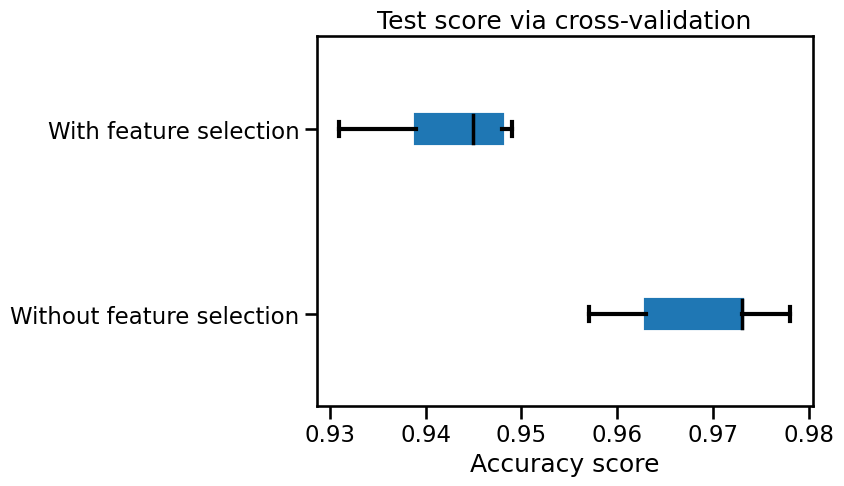 Test score via cross-validation
With feature selection
Without feature selection
0.93 0.94 0.95 0.96 0.97 0.98
Accuracy score